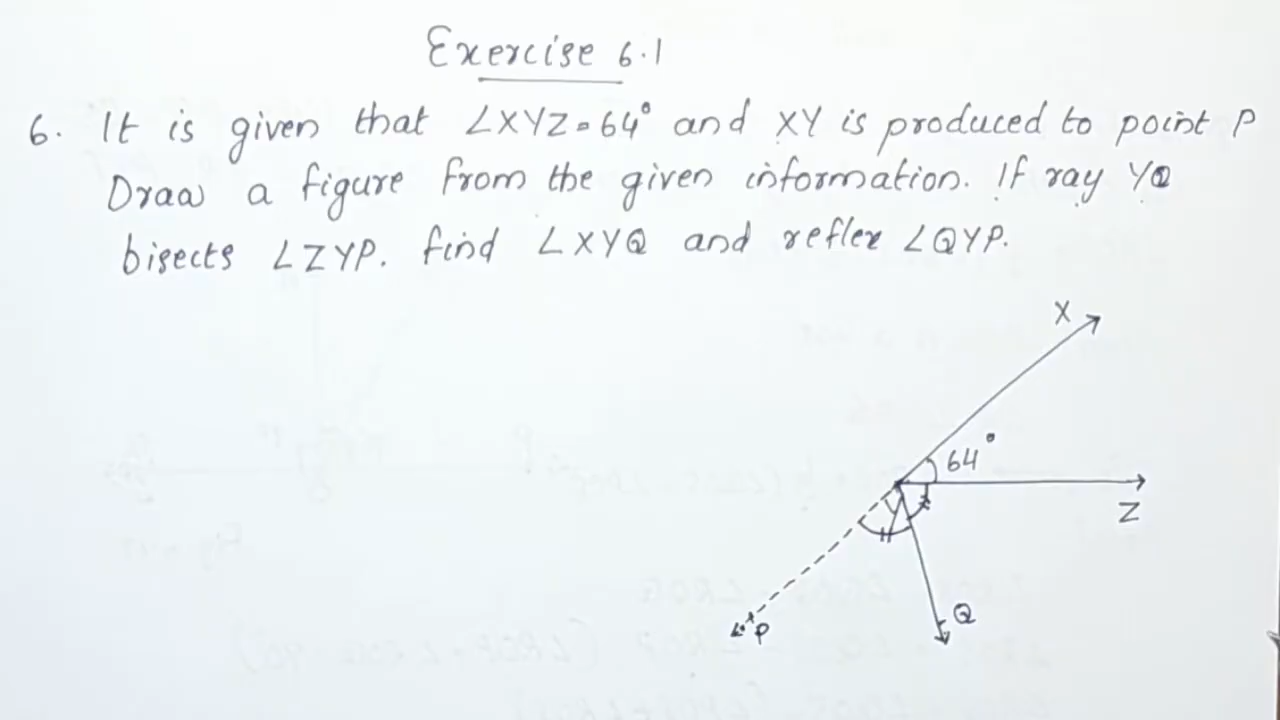 Exercise 6.1
6. It is given that ∠XYZ = 64° and XY is produced to point P
Draw a figure from the given information. If ray YQ
bisects ∠ZYP. find ∠XYQ and reflex ∠QYP.
X
64°
Y
Z
Q
P